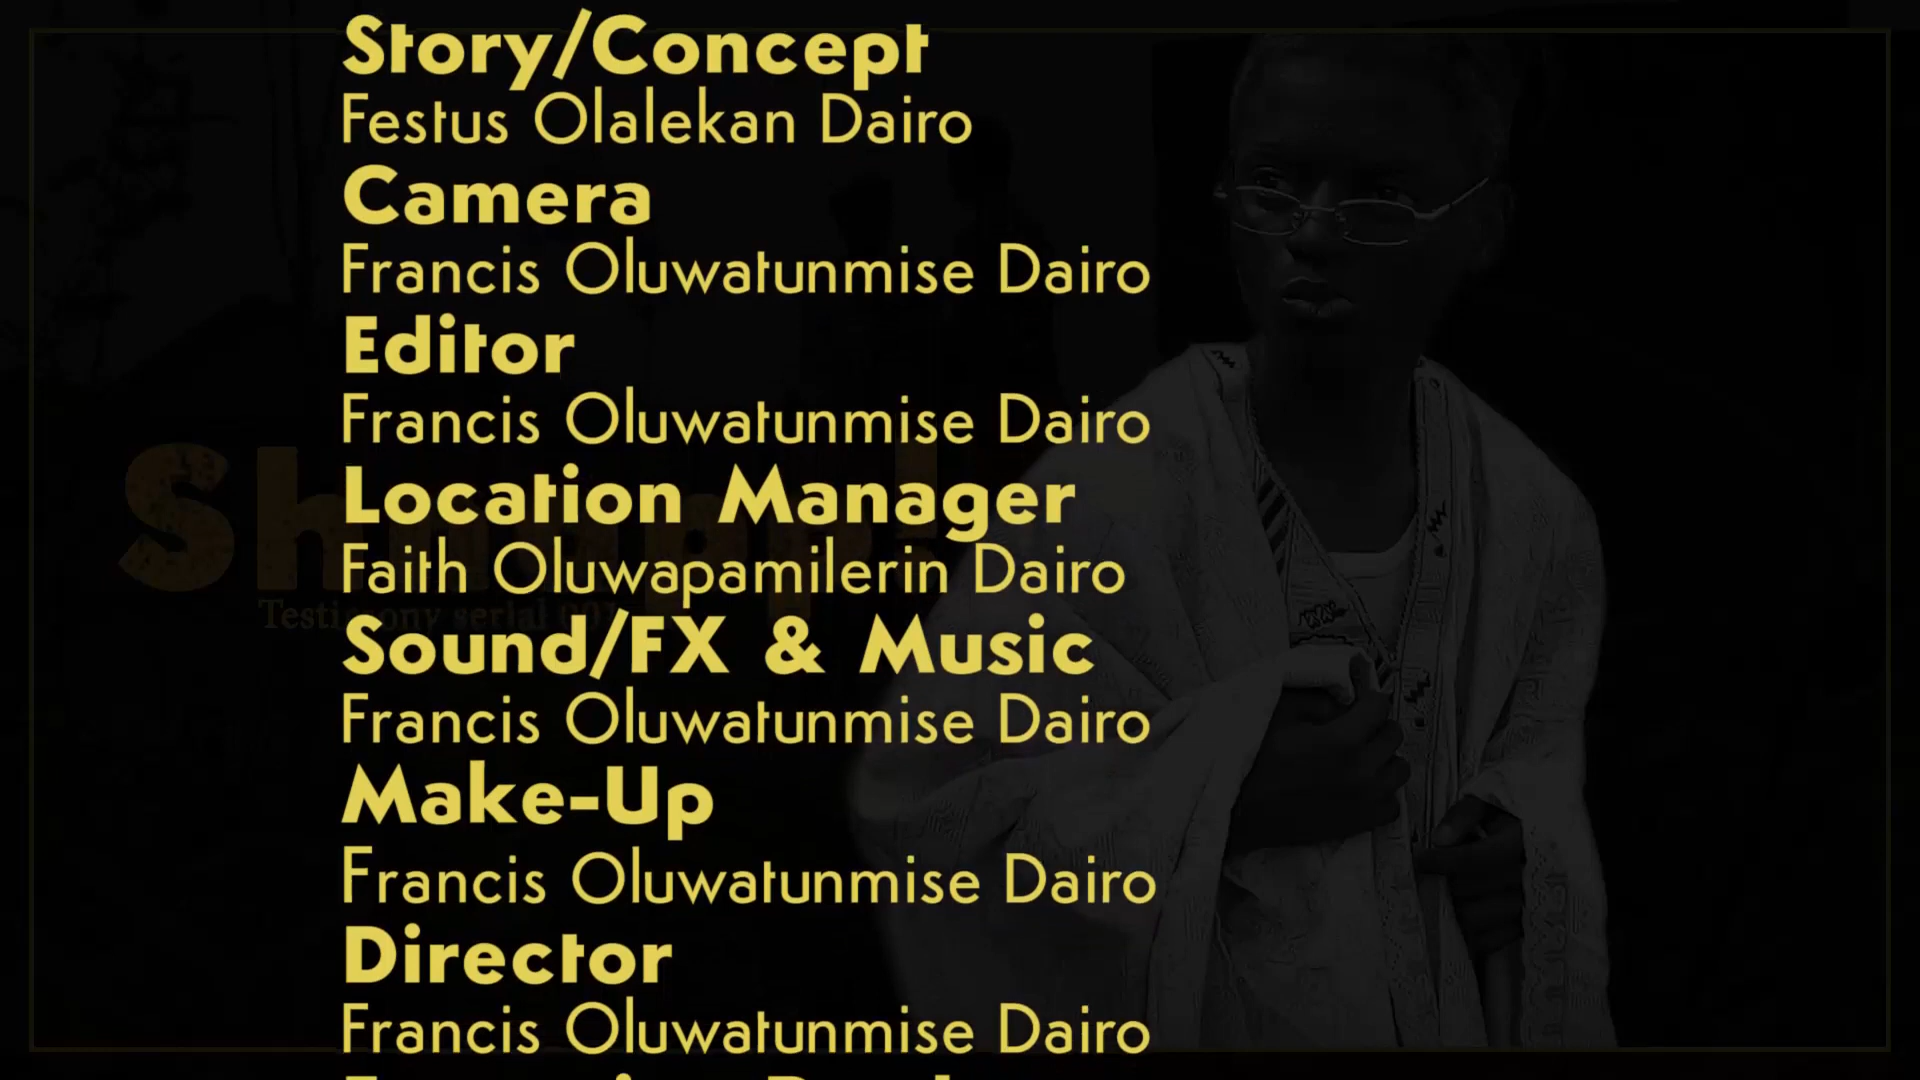 Story/Concept
Festus Olalekan Dairo
Camera
Francis Oluwatunmise Dairo
Editor
Francis Oluwatunmise Dairo
Location Manager
Faith Oluwapamilerin Dairo
Sound/FX & Music
Francis Oluwatunmise Dairo
Make-Up
Francis Oluwatunmise Dairo
Director
Francis Oluwatunmise Dairo